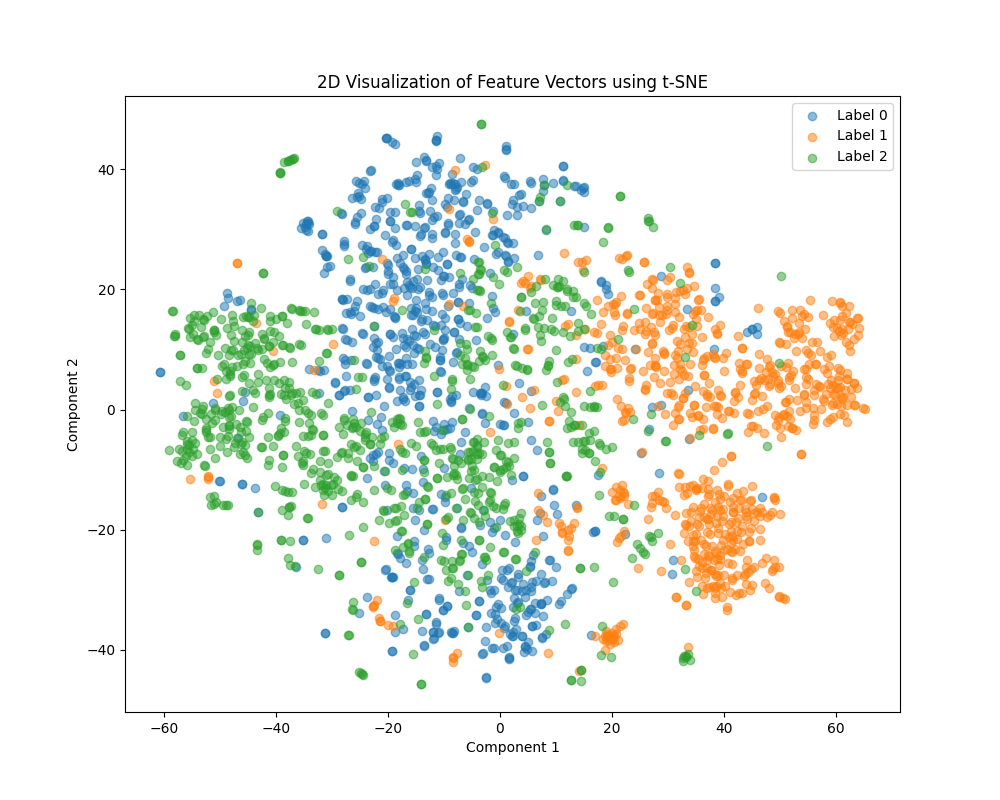 2D Visualization of Feature Vectors using t-SNE
Label 0
Label 1
Label 2
40
20
0
−20
−40
Component 2
−60
−40
−20
0
20
40
60
Component 1